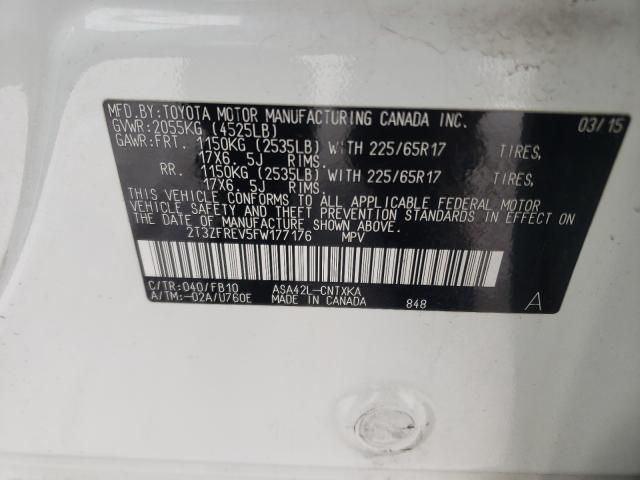 MFD.BY:TOYOTA MOTOR MANUFACTURING CANADA INC. 03/15
GVWR:2055KG (4525LB)
GAWR:FRT. 1150KG (2535LB) WITH 225/65R17 TIRES,
17X6. 5J RIMS.
RR. 1150KG (2535LB) WITH 225/65R17 TIRES,
17X6. 5J RIMS.
THIS VEHICLE CONFORMS TO ALL APPLICABLE FEDERAL MOTOR
VEHICLE SAFETY AND THEFT PREVENTION STANDARDS IN EFFECT ON
THE DATE OF MANUFACTURE SHOWN ABOVE.
2T3ZFREV5FW177176 MPV
C/TR:040/FB10 ASA42L-CNTXKA
A/TM:-02A/U760E MADE IN CANADA 848 A